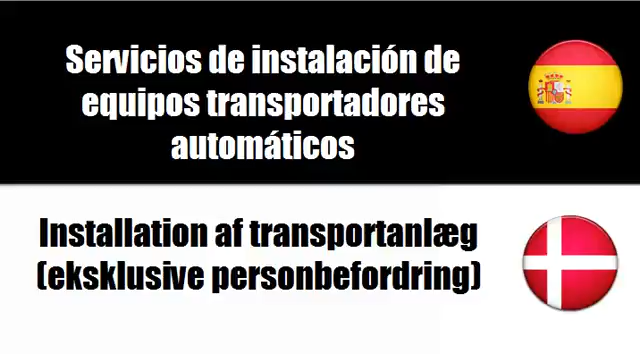 Servicios de instalación de
equipos transportadores
automáticos
Installation af transportanlæg
(eksklusive personbefordring)